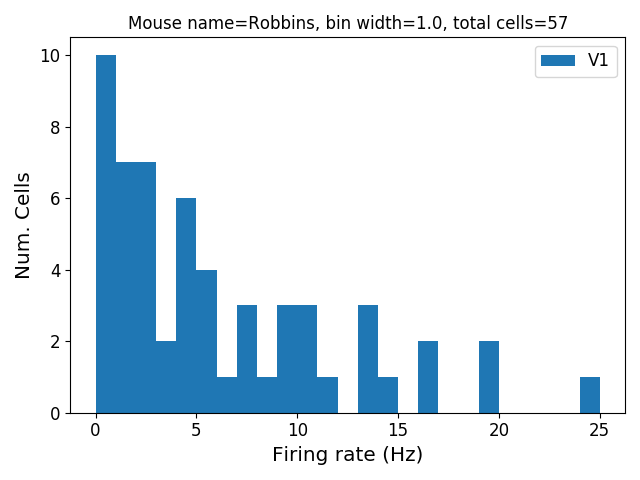 Mouse name=Robbins, bin width=1.0, total cells=57
V1
10
8
6
4
2
0
Num. Cells
0 5 10 15 20 25
Firing rate (Hz)